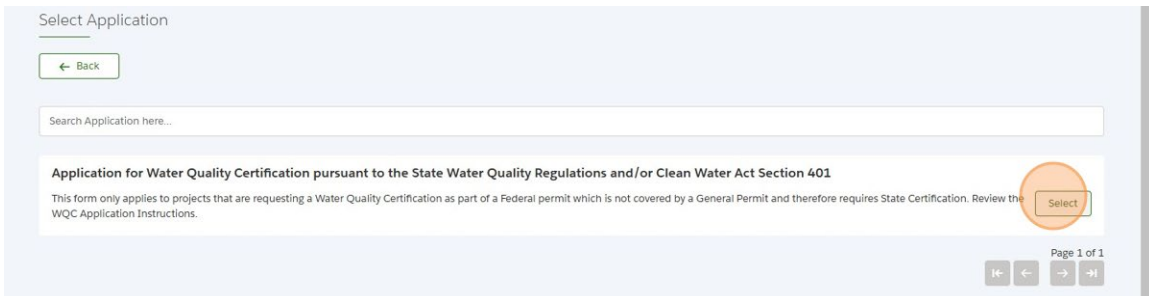 Select Application
← Back
Search Application here...
Application for Water Quality Certification pursuant to the State Water Quality Regulations and/or Clean Water Act Section 401
This form only applies to projects that are requesting a Water Quality Certification as part of a Federal permit which is not covered by a General Permit and therefore requires State Certification. Review the
WQC Application Instructions.
Select
Page 1 of 1